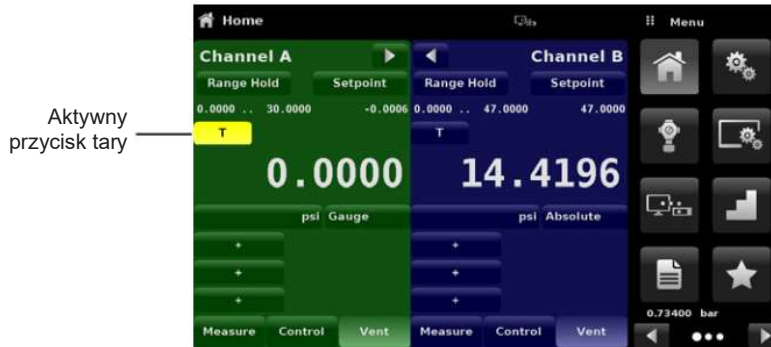 Home
Menu
Aktywny
przycisk tary
Channel A
Range Hold Setpoint
0.0000 .. 30.0000 -0.0006
T
0.0000
psi Gauge
+
+
+
Measure Control Vent
Channel B
Range Hold Setpoint
0.0000 .. 47.0000 47.0000
T
14.4196
psi Absolute
+
+
+
Measure Control Vent
0.73400 bar